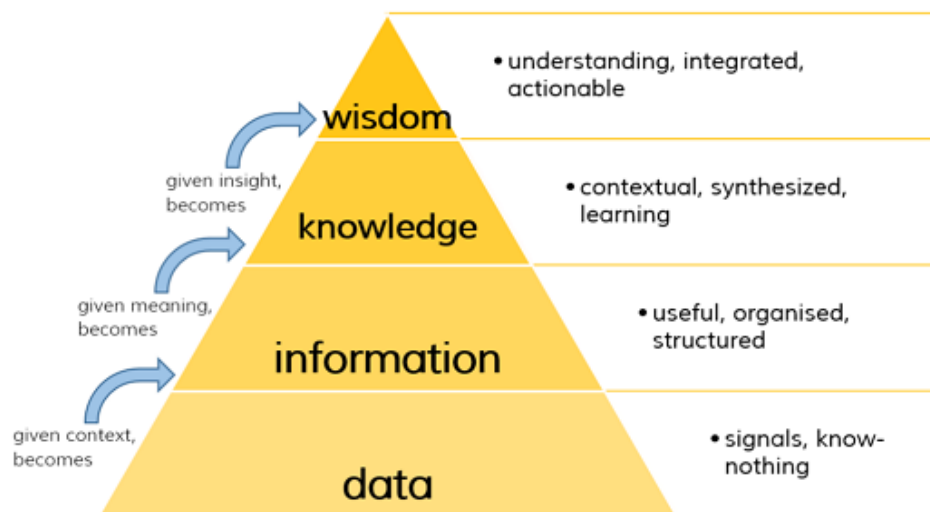 • understanding, integrated,
actionable
wisdom
given insight,
becomes
• contextual, synthesized,
learning
knowledge
given meaning,
becomes
• useful, organised,
structured
information
given context,
becomes
• signals, know-
nothing
data